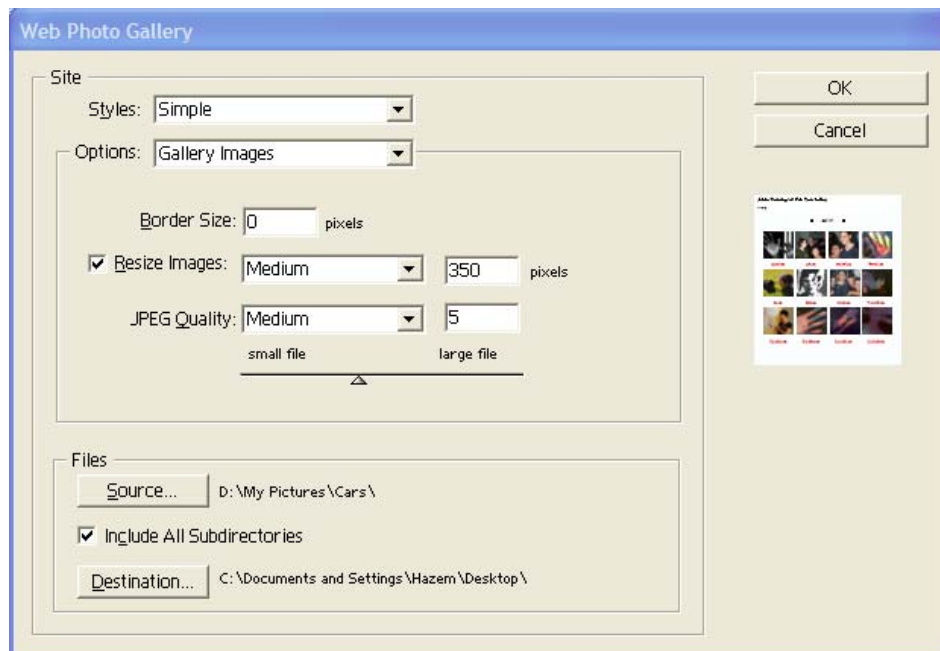 Web Photo Gallery
Site
Styles: Simple
Options: Gallery Images
Border Size: 0 pixels
Resize Images: Medium 350 pixels
JPEG Quality: Medium 5
small file large file
Files
Source... D:\My Pictures\Cars\
Include All Subdirectories
Destination... C:\Documents and Settings\Hazem\Desktop\
OK
Cancel